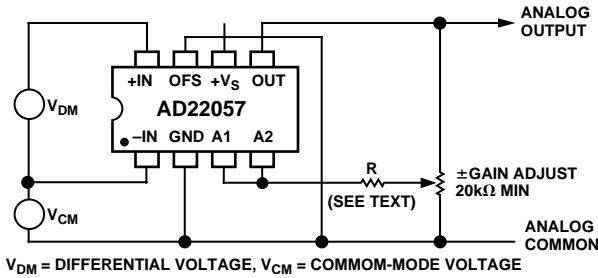 ANALOG
OUTPUT
+IN OFS +VS OUT
AD22057
–IN GND A1 A2
VDM
VCM
R
(SEE TEXT)
±GAIN ADJUST
20kΩ MIN
ANALOG
COMMON
VDM = DIFFERENTIAL VOLTAGE, VCM = COMMOM-MODE VOLTAGE